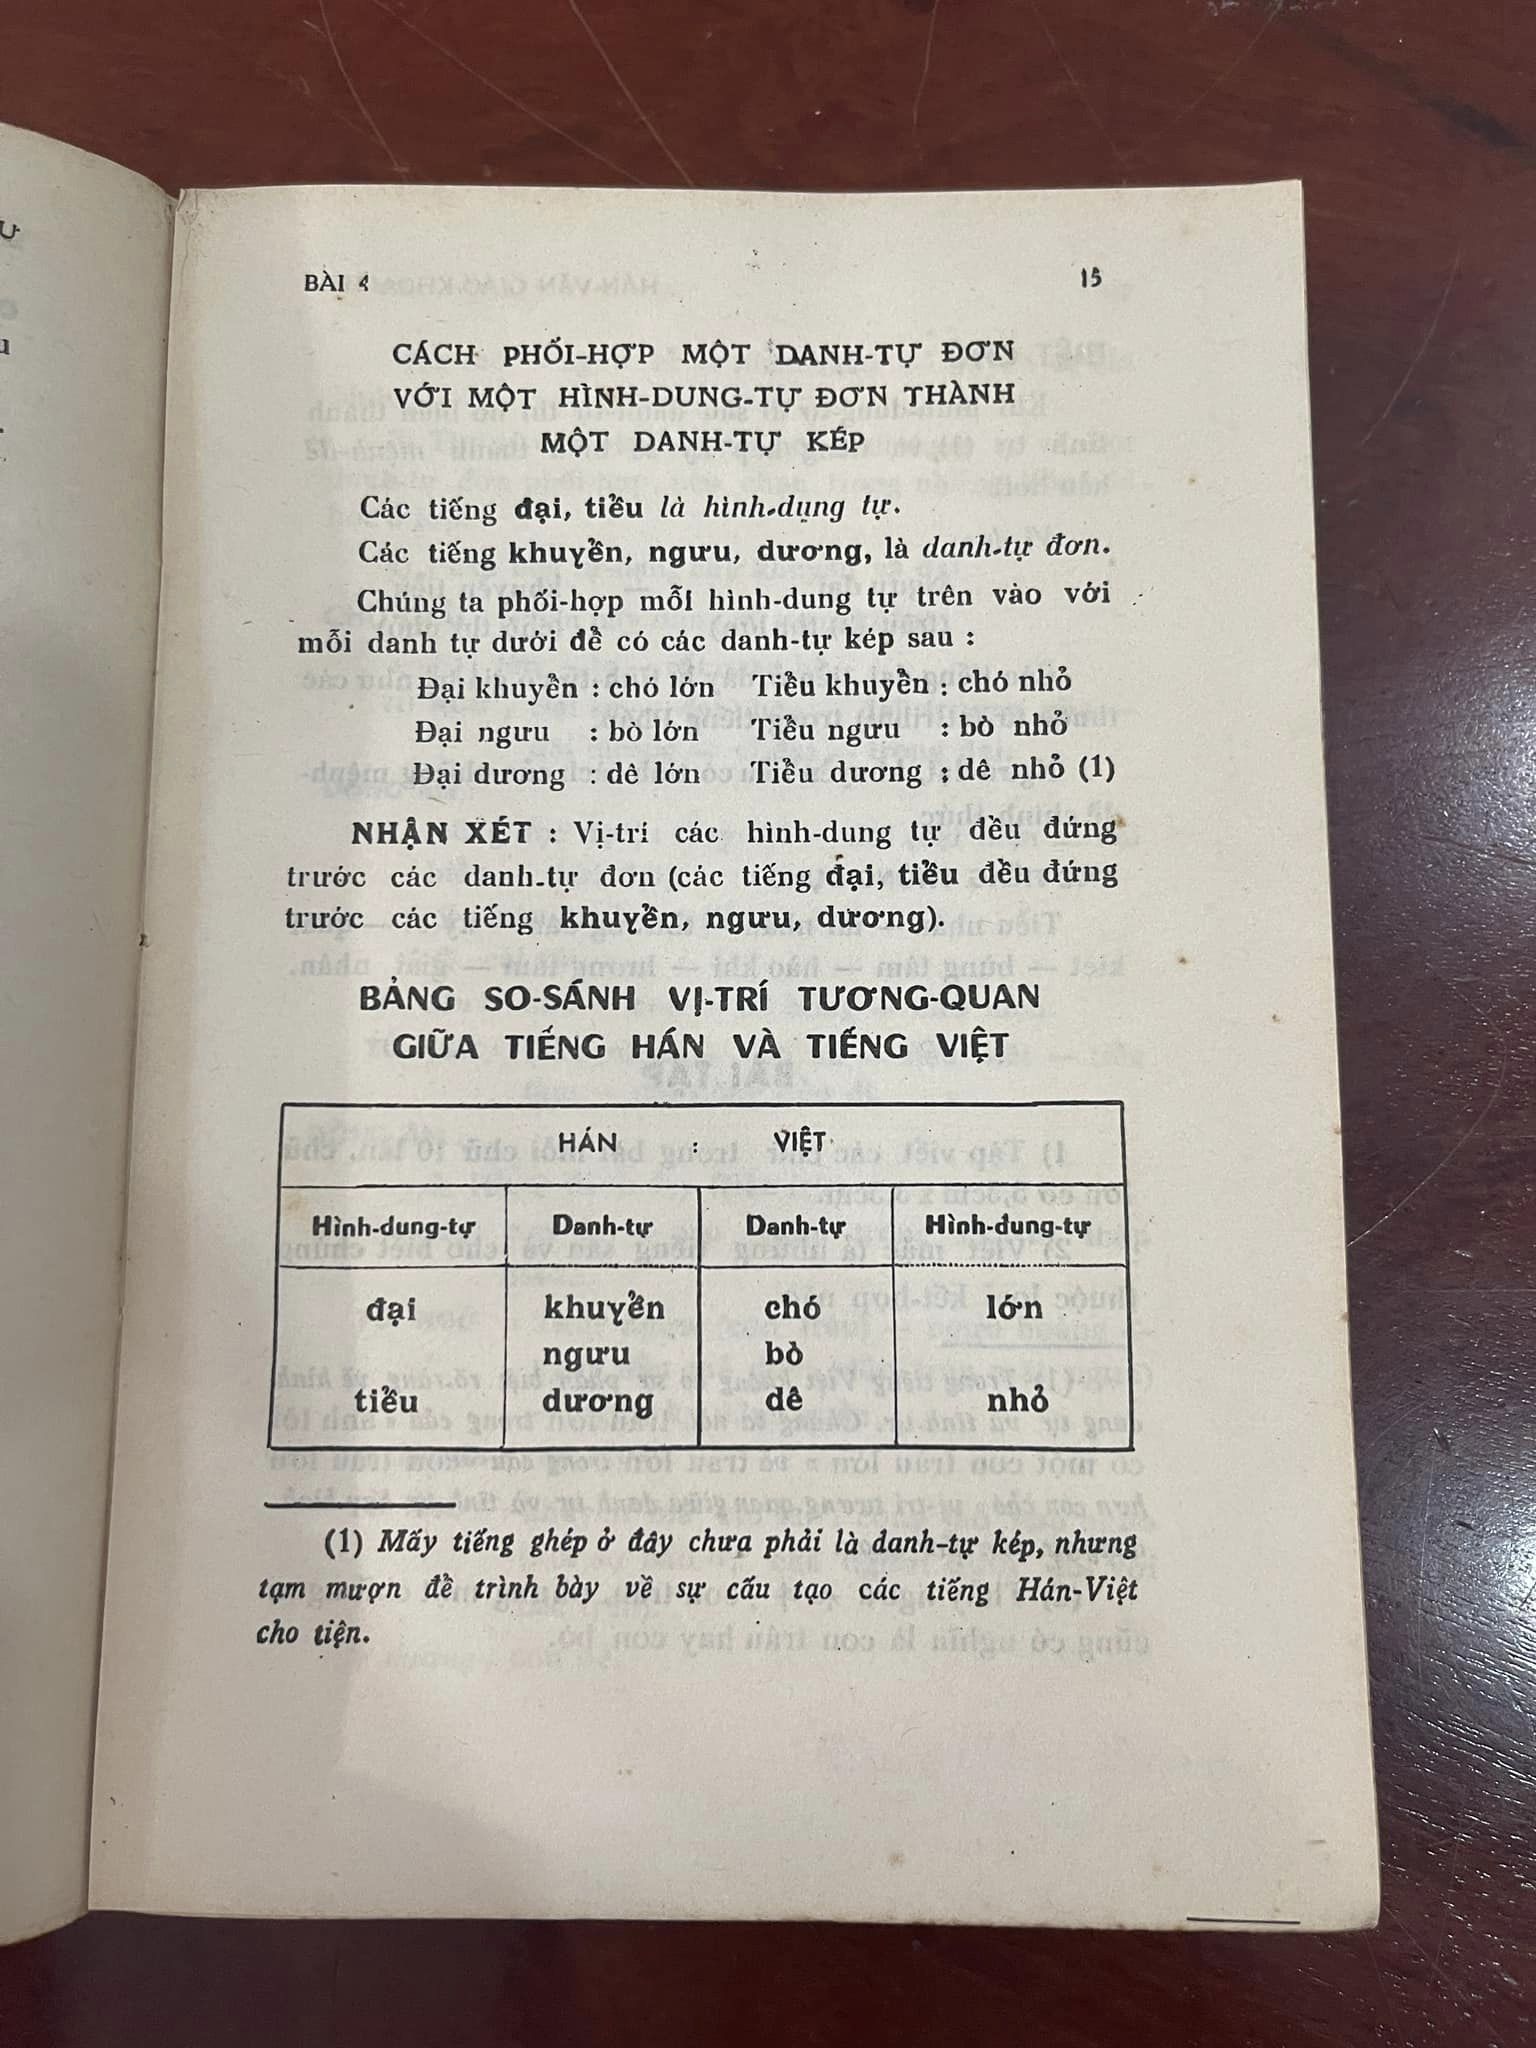 BÀI 4 15
CÁCH PHỐI-HỢP MỘT DANH-TỰ ĐƠN
VỚI MỘT HÌNH-DUNG-TỰ ĐƠN THÀNH
MỘT DANH-TỰ KÉP
Các tiếng đại, tiểu là hình-dụng tự.
Các tiếng khuyển, ngưu, dương, là danh-tự đơn.
Chúng ta phối-hợp mỗi hình-dung tự trên vào với
mỗi danh tự dưới để có các danh-tự kép sau :
Đại khuyển : chó lớn Tiểu khuyển : chó nhỏ
Đại ngưu : bò lớn Tiểu ngưu : bò nhỏ
Đại dương : dê lớn Tiểu dương : dê nhỏ (1)
NHẬN XÉT : Vị-trí các hình-dung tự đều đứng
trước các danh-tự đơn (các tiếng đại, tiểu đều đứng
trước các tiếng khuyển, ngưu, dương).
BẢNG SO-SÁNH VỊ-TRÍ TƯƠNG-QUAN
GIỮA TIẾNG HÁN VÀ TIẾNG VIỆT
HÁN : VIỆT
Hình-dung-tự Danh-tự Danh-tự Hình-dung-tự
đại khuyển chó lớn
ngưu bò
tiểu dương dê nhỏ
(1) Mấy tiếng ghép ở đây chưa phải là danh-tự kép, nhưng
tạm mượn để trình bày về sự cấu tạo các tiếng Hán-Việt
cho tiện.